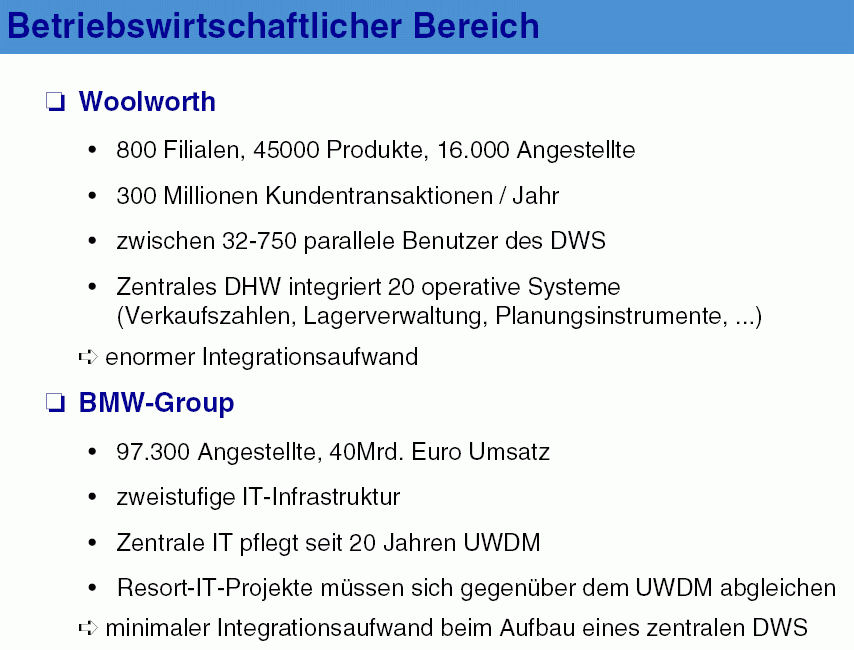 Betriebswirtschaftlicher Bereich
❏ Woolworth
• 800 Filialen, 45000 Produkte, 16.000 Angestellte
• 300 Millionen Kundentransaktionen / Jahr
• zwischen 32-750 parallele Benutzer des DWS
• Zentrales DHW integriert 20 operative Systeme
(Verkaufszahlen, Lagerverwaltung, Planungsinstrumente, ...)
➪ enormer Integrationsaufwand
❏ BMW-Group
• 97.300 Angestellte, 40Mrd. Euro Umsatz
• zweistufige IT-Infrastruktur
• Zentrale IT pflegt seit 20 Jahren UWDM
• Resort-IT-Projekte müssen sich gegenüber dem UWDM abgleichen
➪ minimaler Integrationsaufwand beim Aufbau eines zentralen DWS